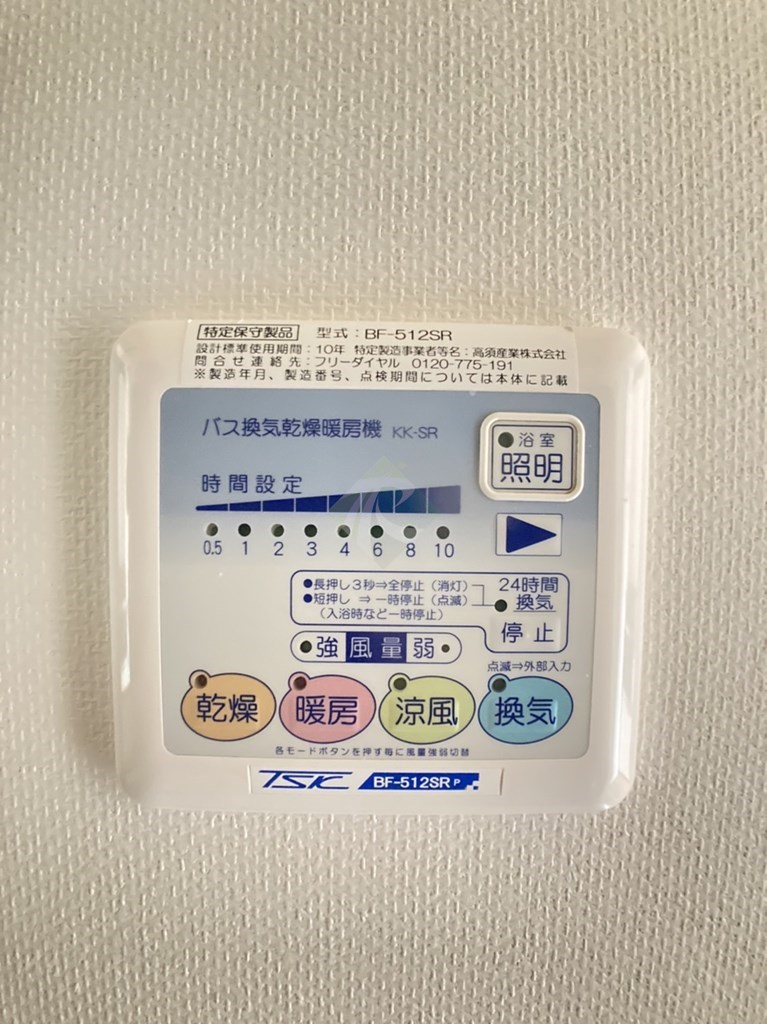 特定保守製品 型式：BF-512SR
設計標準使用期間：10年 特定製造事業者等名：高須産業株式会社
問合せ連絡先：フリーダイヤル 0120-775-191
※製造年月、製造番号、点検期間については本体に記載
バス換気乾燥暖房機 KK-SR
浴室
照明
時間設定
0.5 1 2 3 4 6 8 10
●長押し3秒⇒全停止（消灯）
●短押し ⇒一時停止（点滅）
（入浴時など一時停止）
24時間
換気
停止
強 風量 弱
点滅⇒外部入力
乾燥 暖房 涼風 換気
各モードボタンを押す毎に風量強弱切替
TSK BF-512SR P